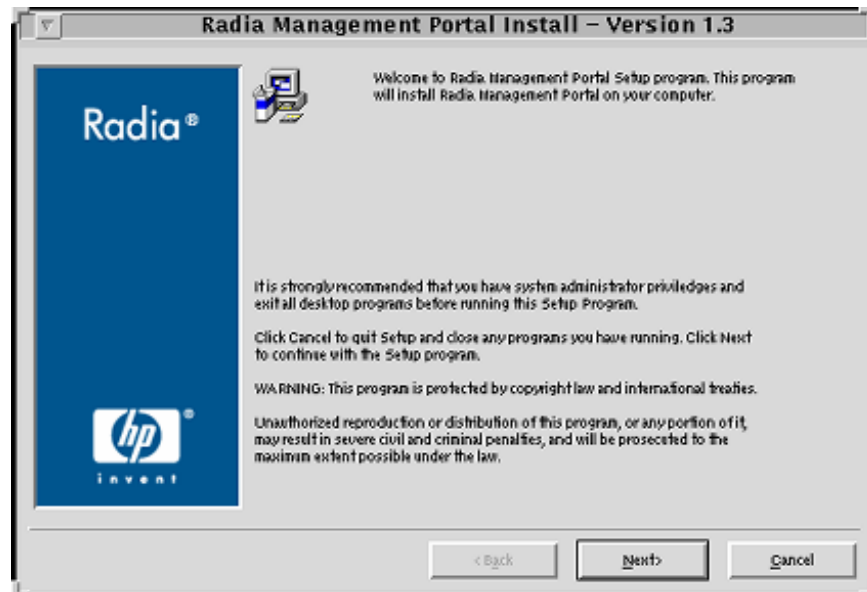 Radia Management Portal Install – Version 1.3
Radia®
Welcome to Radia Management Portal Setup program. This program
will install Radia Management Portal on your computer.
It is strongly recommended that you have system administrator priviledges and
exit all desktop programs before running this Setup Program.
Click Cancel to quit Setup and close any programs you have running. Click Next
to continue with the Setup program.
WARNING: This program is protected by copyright law and international treaties.
Unauthorized reproduction or distribution of this program, or any portion of it,
may result in severe civil and criminal penalties, and will be prosecuted to the
maximum extent possible under the law.
hp®
invent
<Back
Next>
Cancel